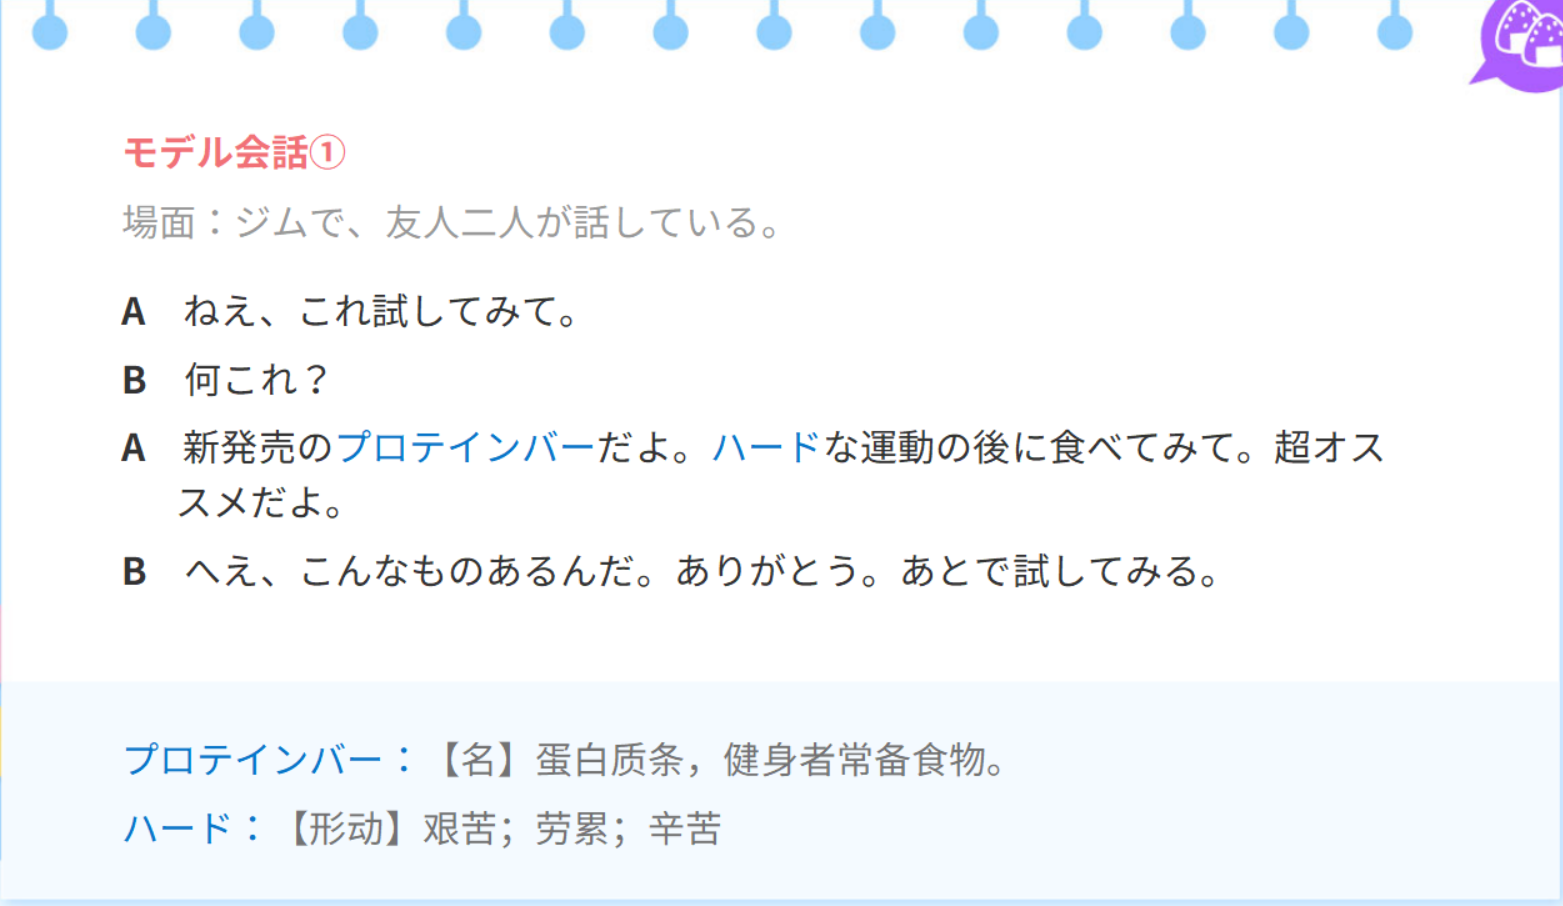 モデル会話①
場面：ジムで、友人二人が話している。
A　ねえ、これ試してみて。
B　何これ？
A　新発売のプロテインバーだよ。ハードな運動の後に食べてみて。超オス
スメだよ。
B　へえ、こんなものあるんだ。ありがとう。あとで試してみる。
プロテインバー：【名】蛋白质条，健身者常备食物。
ハード：【形动】艰苦；劳累；辛苦